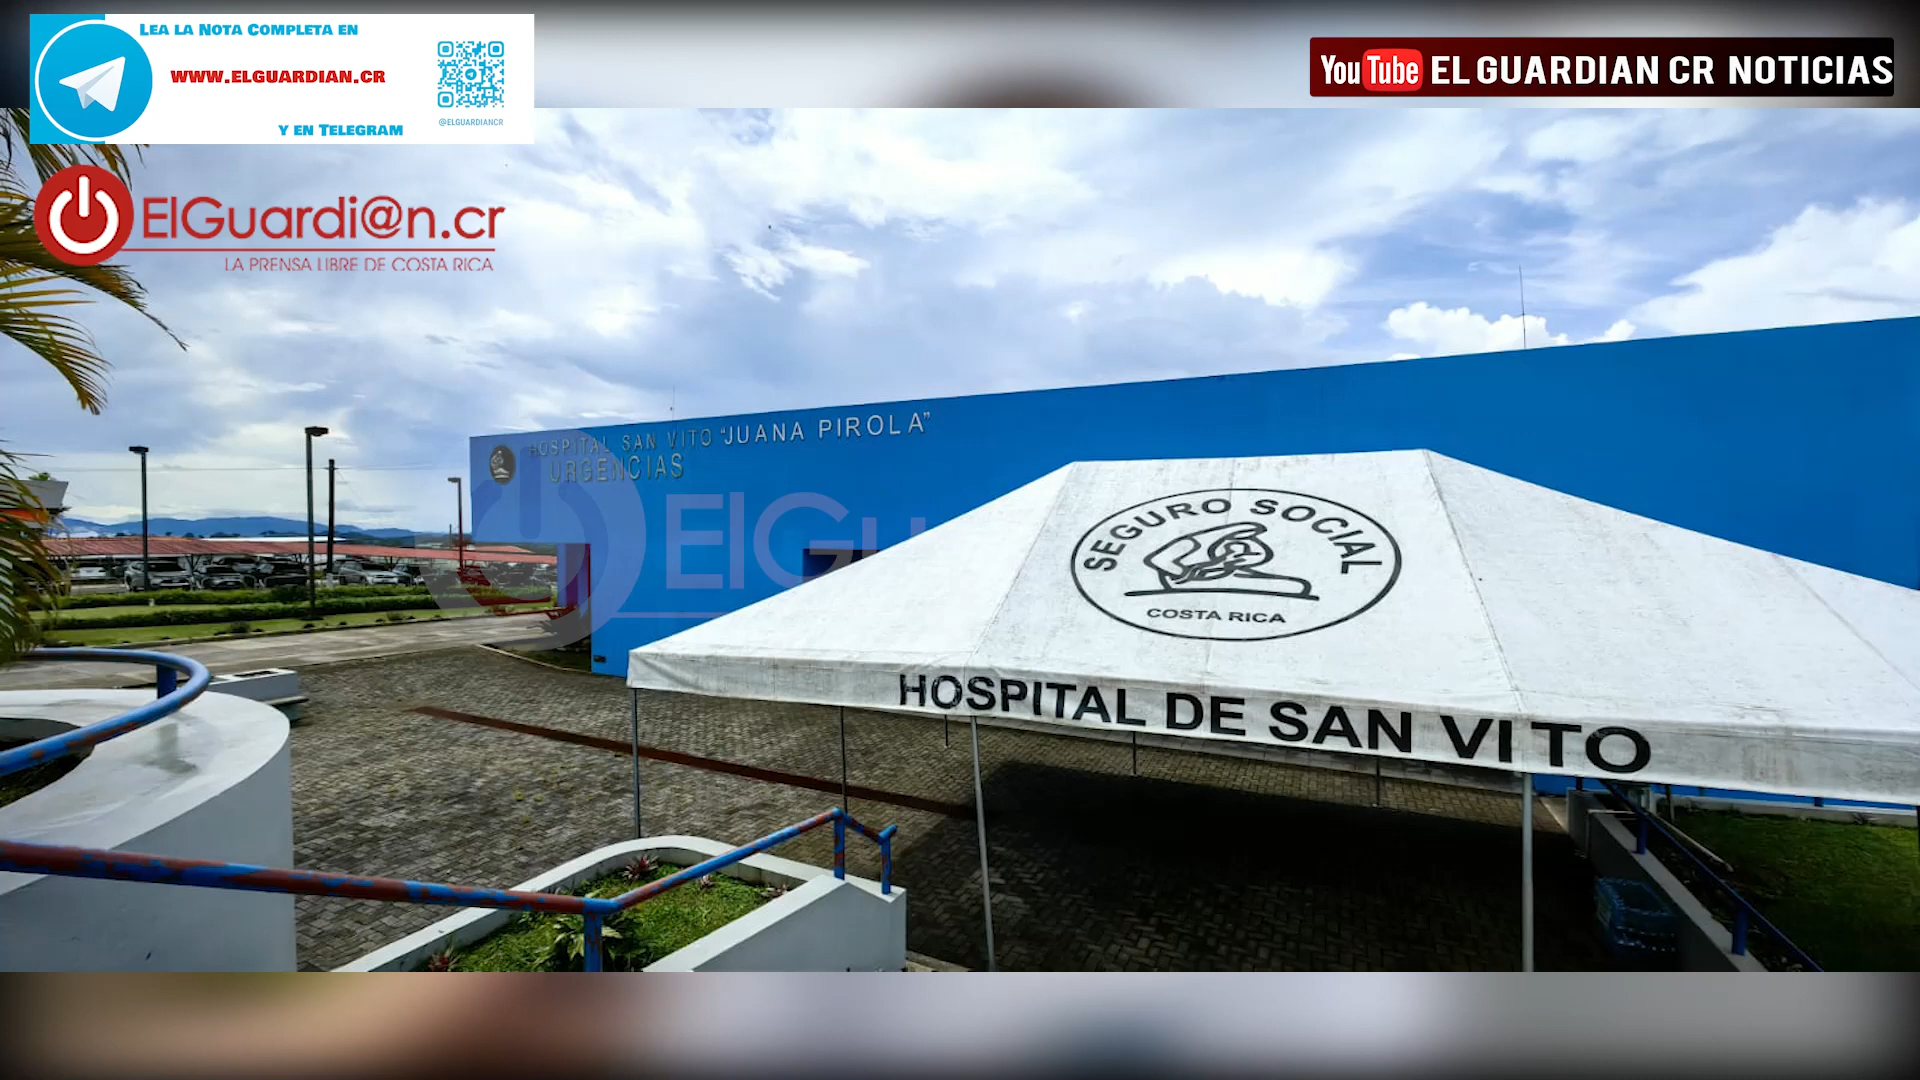 LEA LA NOTA COMPLETA EN
WWW.ELGUARDIAN.CR
@ELGUARDIANCR
Y EN TELEGRAM
You Tube EL GUARDIAN CR NOTICIAS
ElGuardi@n.cr
LA PRENSA LIBRE DE COSTA RICA
HOSPITAL SAN VITO "JUANA PIROLA"
URGENCIAS
ElGu
SEGURO SOCIAL
COSTA RICA
HOSPITAL DE SAN VITO